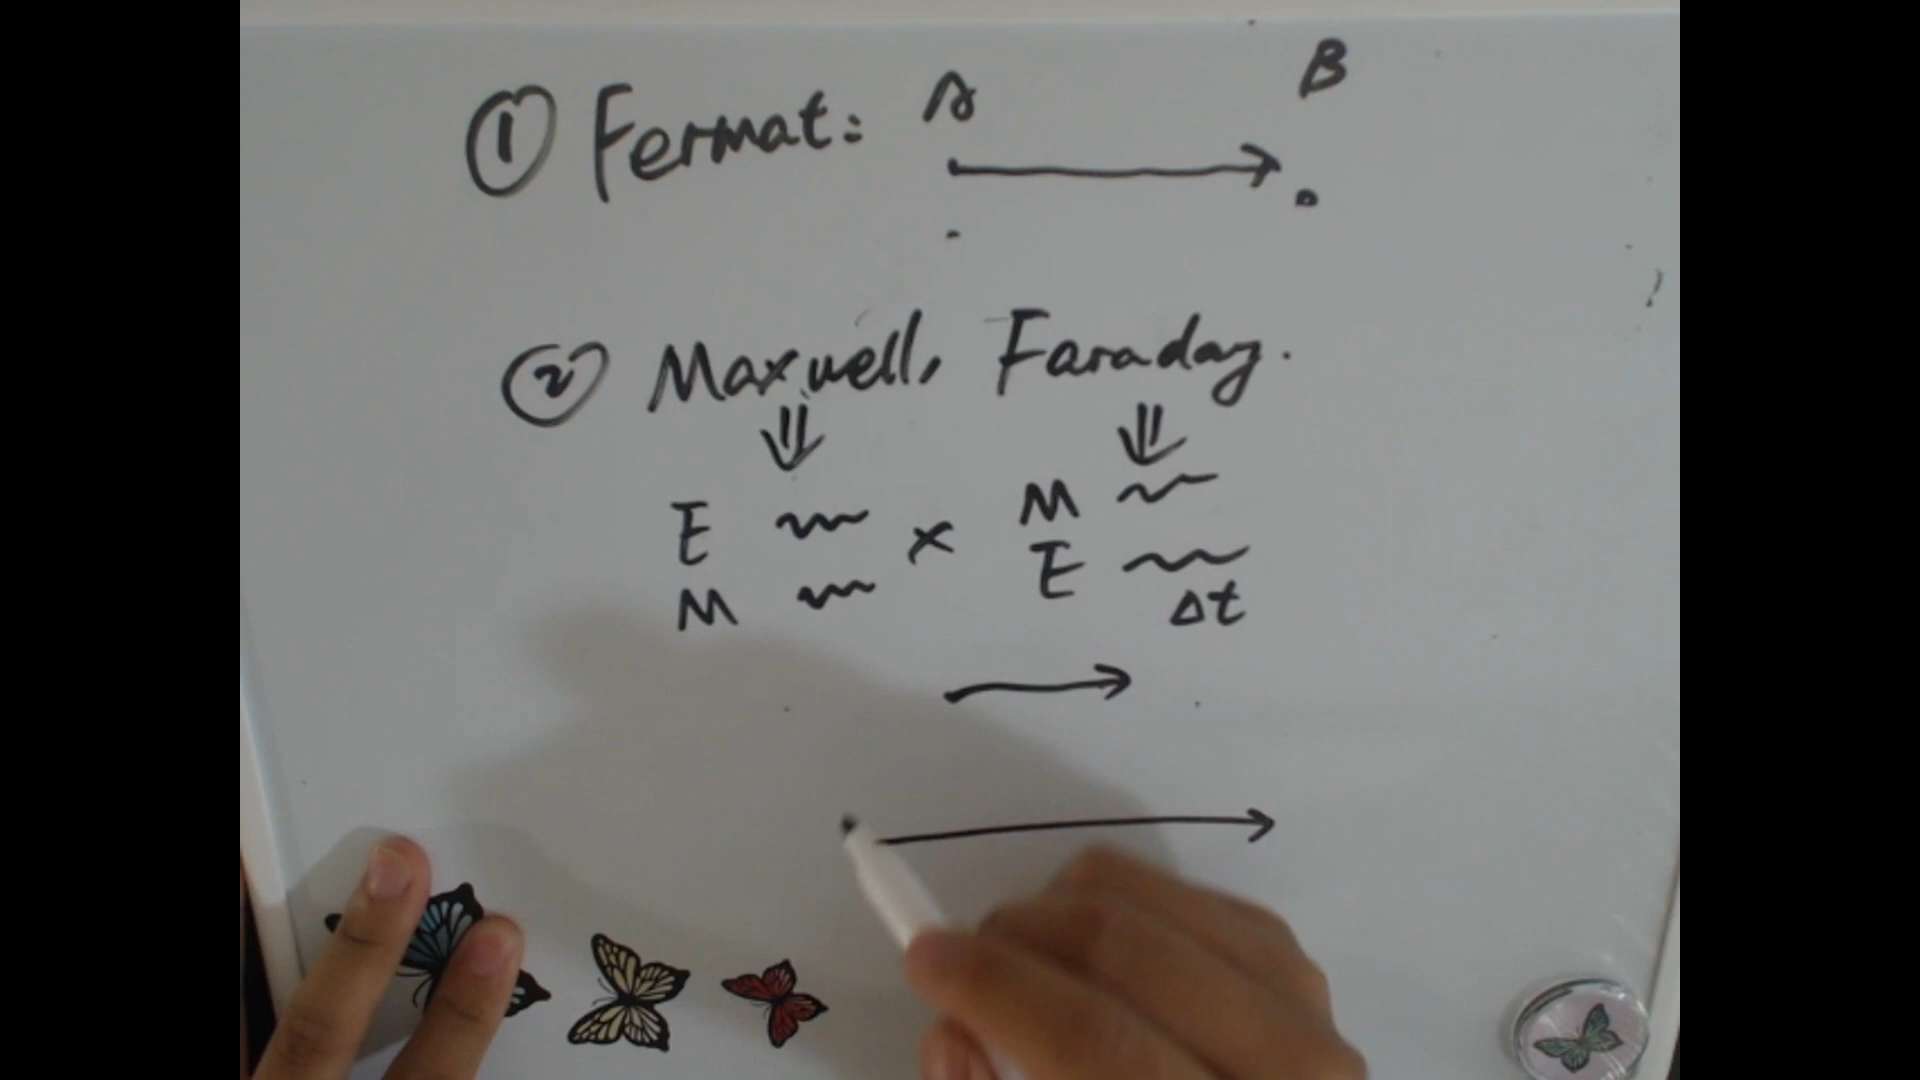 ① Fermat: A B
② Maxwell, Faraday.
E × M
M E
Δt